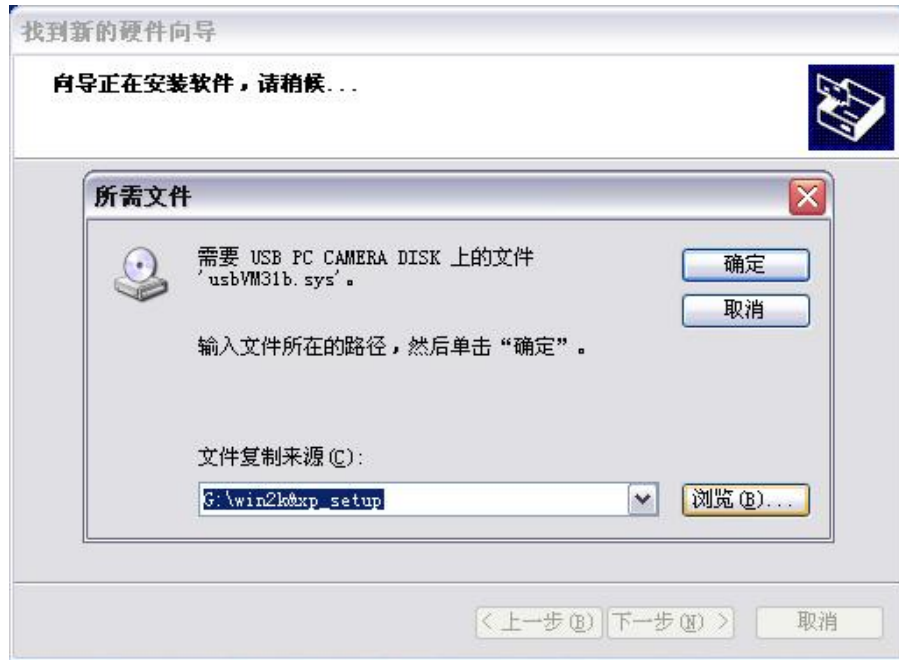 找到新的硬件向导
向导正在安装软件，请稍候...
所需文件
需要 USB PC CAMERA DISK 上的文件
'usbVM31b.sys'。
确定
取消
输入文件所在的路径，然后单击“确定”。
文件复制来源(C):
G:\win2k&xp_setup
浏览(B)...
< 上一步(B)
下一步(N) >
取消